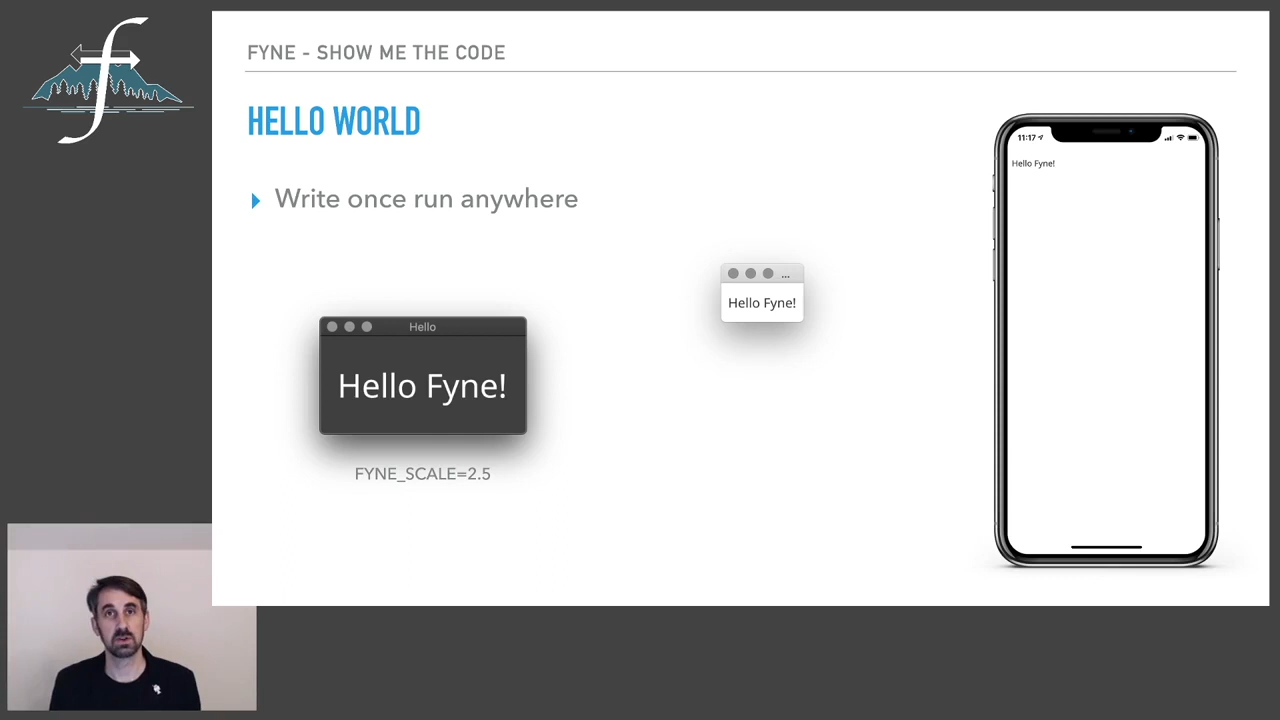 f
FYNE - SHOW ME THE CODE
HELLO WORLD
Write once run anywhere
Hello
Hello Fyne!
FYNE_SCALE=2.5
...
Hello Fyne!
11:17
Hello Fyne!